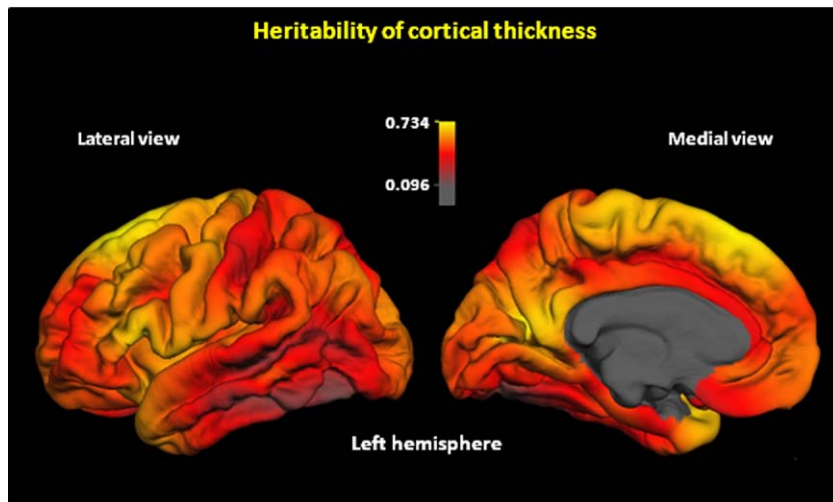 Heritability of cortical thickness
Lateral view
0.734
0.096
Medial view
Left hemisphere